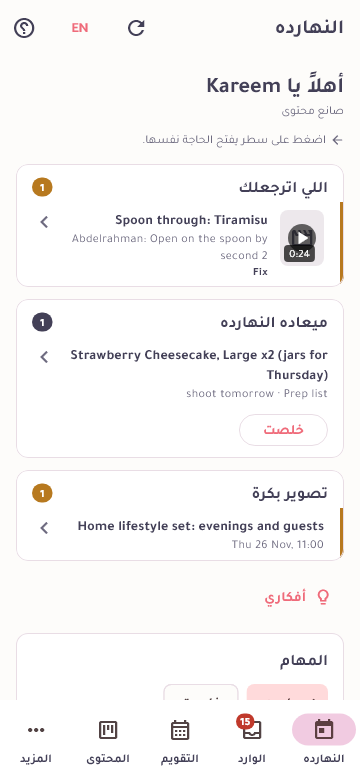 النهارده
EN
أهلاً يا Kareem
صانع محتوى
اضغط على سطر يفتح الحاجة نفسها.
اللي اترجعلك
1
Spoon through: Tiramisu
Abdelrahman: Open on the spoon by
second 2
Fix
0:24
ميعاده النهارده
1
Strawberry Cheesecake, Large x2 (jars for
Thursday)
shoot tomorrow · Prep list
خلصت
تصوير بكرة
1
Home lifestyle set: evenings and guests
Thu 26 Nov, 11:00
أفكاري
المهام
النهارده
15
الوارد
التقويم
المحتوى
المزيد